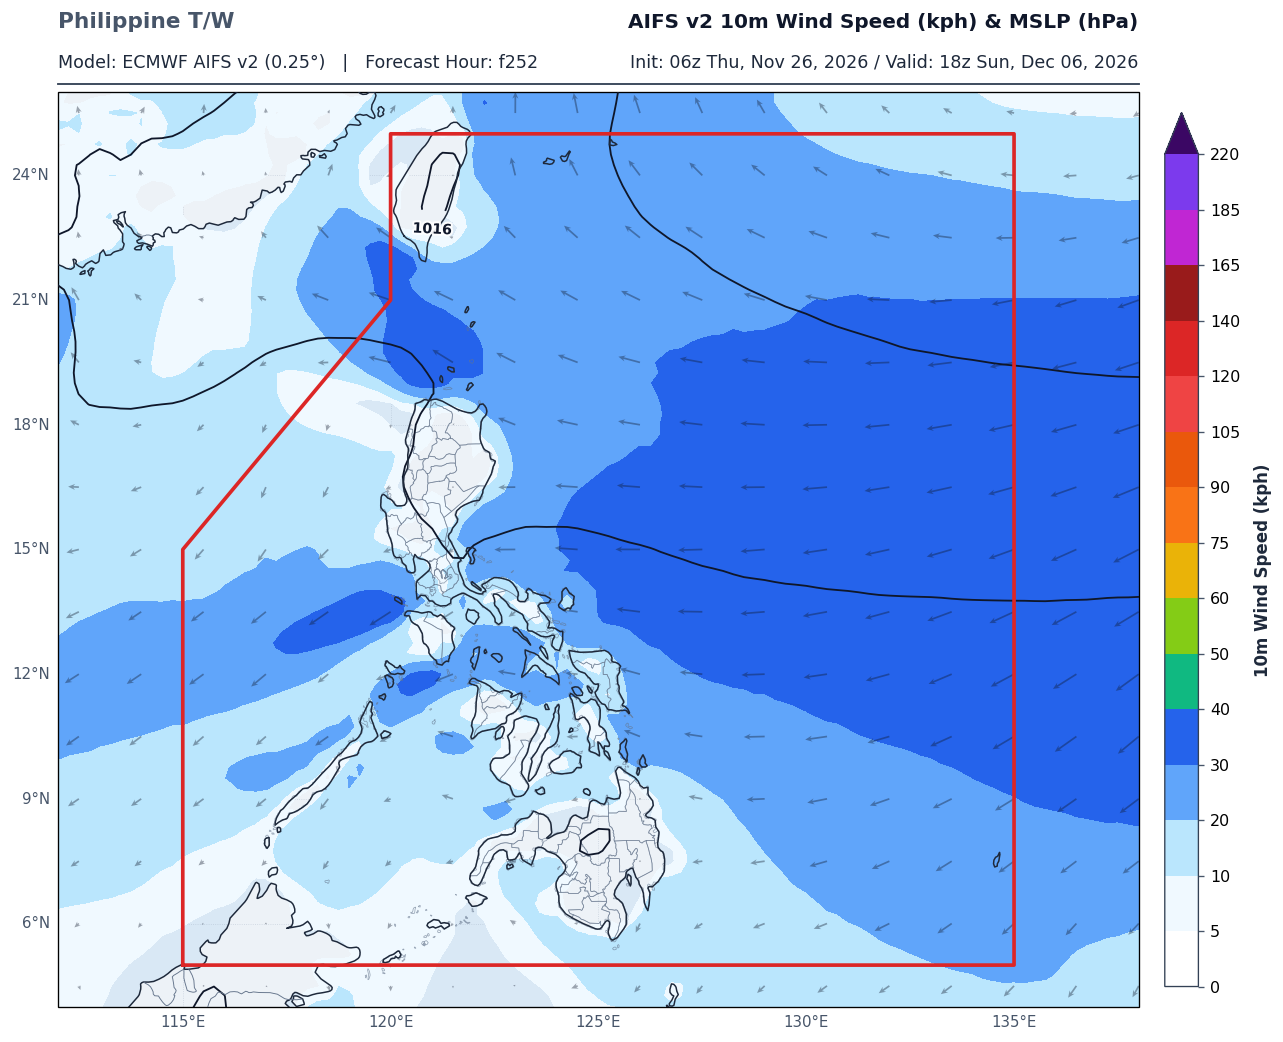 Philippine T/W
AIFS v2 10m Wind Speed (kph) & MSLP (hPa)
Model: ECMWF AIFS v2 (0.25°) | Forecast Hour: f252
Init: 06z Thu, Nov 26, 2026 / Valid: 18z Sun, Dec 06, 2026
24°N
21°N
18°N
15°N
12°N
9°N
6°N
1016
115°E
120°E
125°E
130°E
135°E
220
185
165
140
120
105
90
75
60
50
40
30
20
10
5
0
10m Wind Speed (kph)